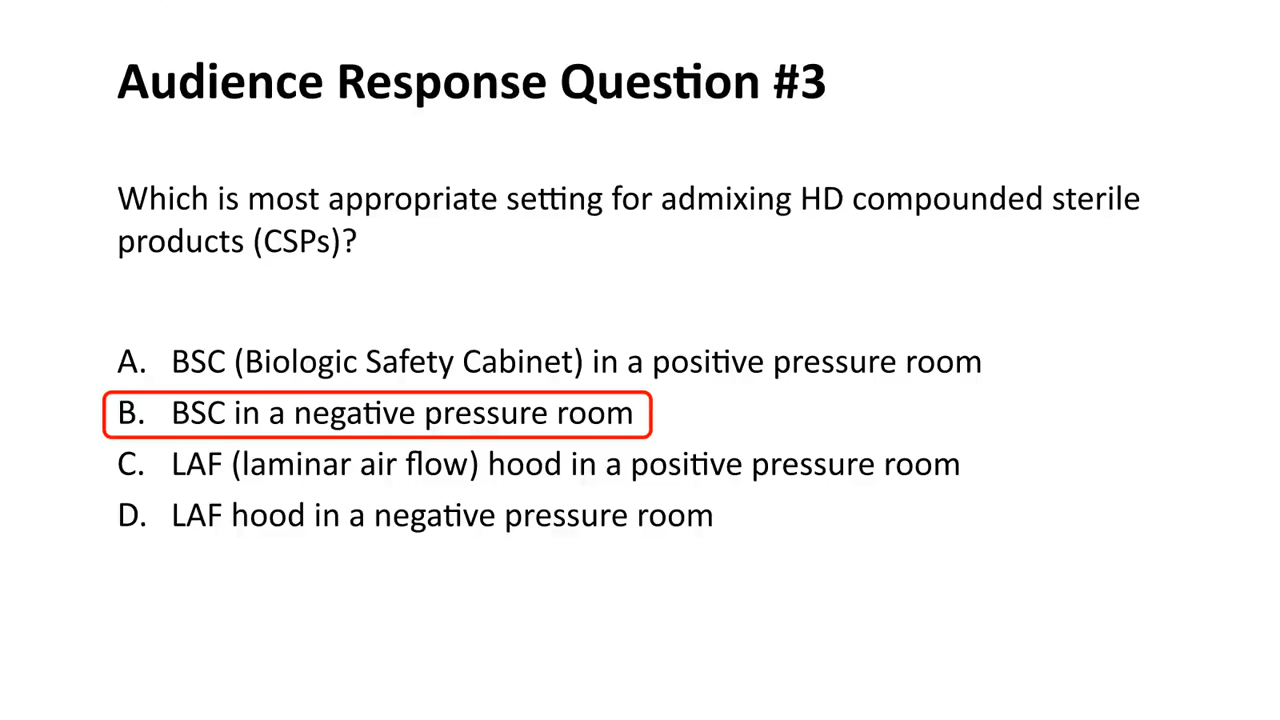 Audience Response Question #3
Which is most appropriate setting for admixing HD compounded sterile
products (CSPs)?
A. BSC (Biologic Safety Cabinet) in a positive pressure room
B. BSC in a negative pressure room
C. LAF (laminar air flow) hood in a positive pressure room
D. LAF hood in a negative pressure room